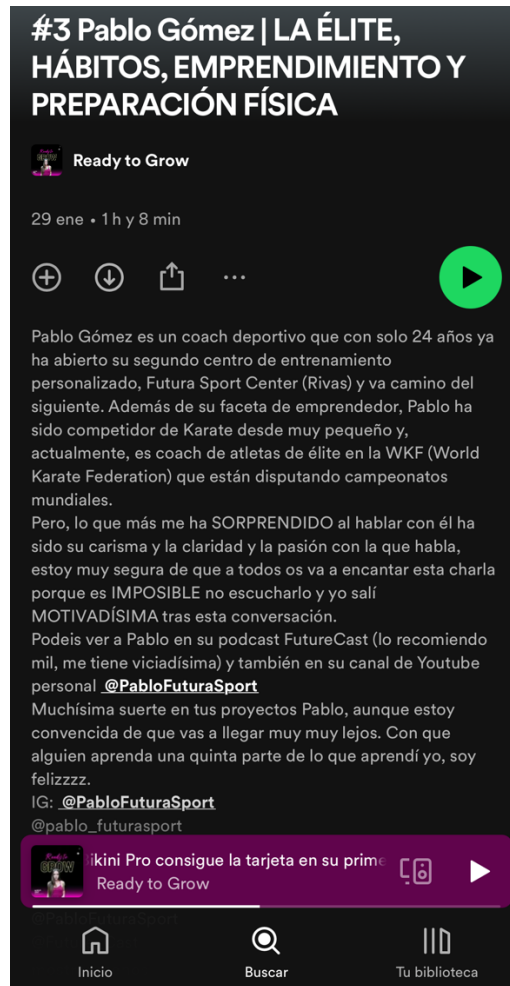 #3 Pablo Gómez | LA ÉLITE,
HÁBITOS, EMPRENDIMIENTO Y
PREPARACIÓN FÍSICA
Ready to Grow
29 ene • 1 h y 8 min
Pablo Gómez es un coach deportivo que con solo 24 años ya
ha abierto su segundo centro de entrenamiento
personalizado, Futura Sport Center (Rivas) y va camino del
siguiente. Además de su faceta de emprendedor, Pablo ha
sido competidor de Karate desde muy pequeño y,
actualmente, es coach de atletas de élite en la WKF (World
Karate Federation) que están disputando campeonatos
mundiales.
Pero, lo que más me ha SORPRENDIDO al hablar con él ha
sido su carisma y la claridad y la pasión con la que habla,
estoy muy segura de que a todos os va a encantar esta charla
porque es IMPOSIBLE no escucharlo y yo salí
MOTIVADÍSIMA tras esta conversación.
Podeis ver a Pablo en su podcast FutureCast (lo recomiendo
mil, me tiene viciadísima) y también en su canal de Youtube
personal @PabloFuturaSport
Muchísima suerte en tus proyectos Pablo, aunque estoy
convencida de que vas a llegar muy muy lejos. Con que
alguien aprenda una quinta parte de lo que aprendí yo, soy
felizzzz.
IG: @PabloFuturaSport
@pablo_futurasport
ikini Pro consigue la tarjeta en su prime
Ready to Grow
@PabloFuturaSport
Inicio
Buscar
Tu biblioteca